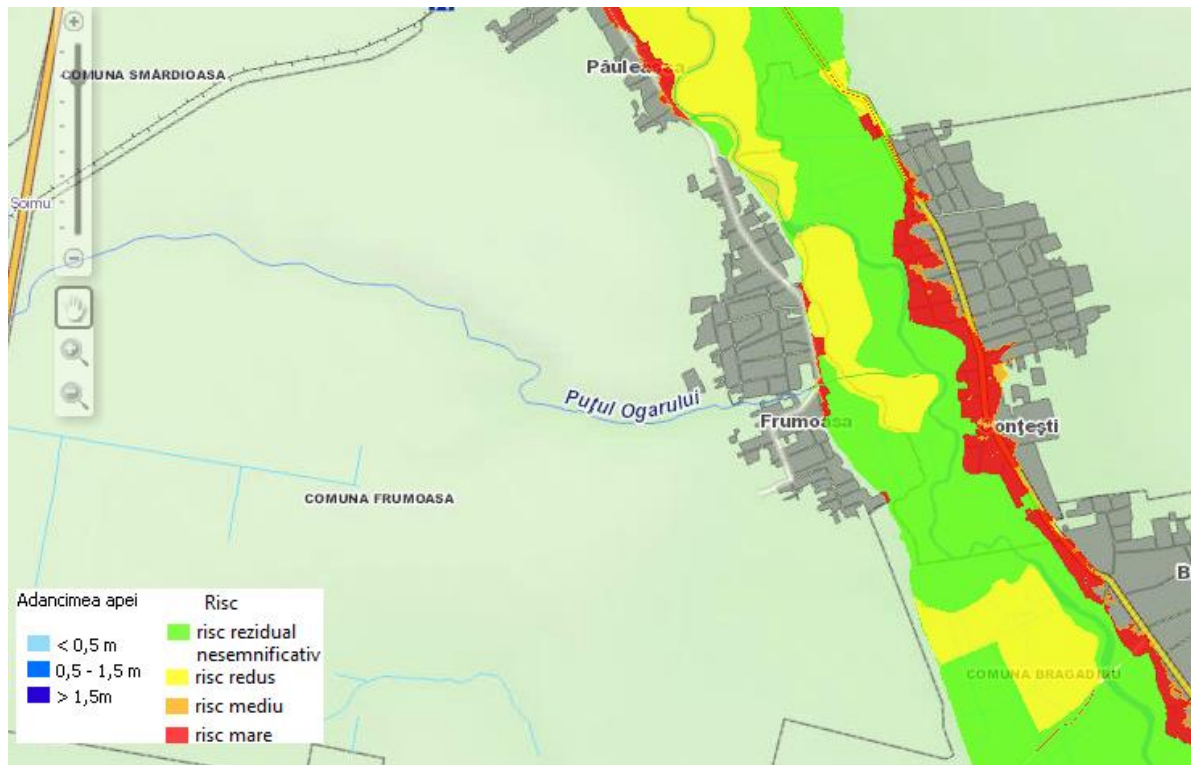 COMUNA SMÂRDIOASA
Păuleasca
Şoimu
Puţul Ogarului
Frumoasa
onţeşti
COMUNA FRUMOASA
B
COMUNA BRAGADIRU
Adancimea apei
< 0,5 m
0,5 - 1,5 m
> 1,5m
Risc
risc rezidual
nesemnificativ
risc redus
risc mediu
risc mare